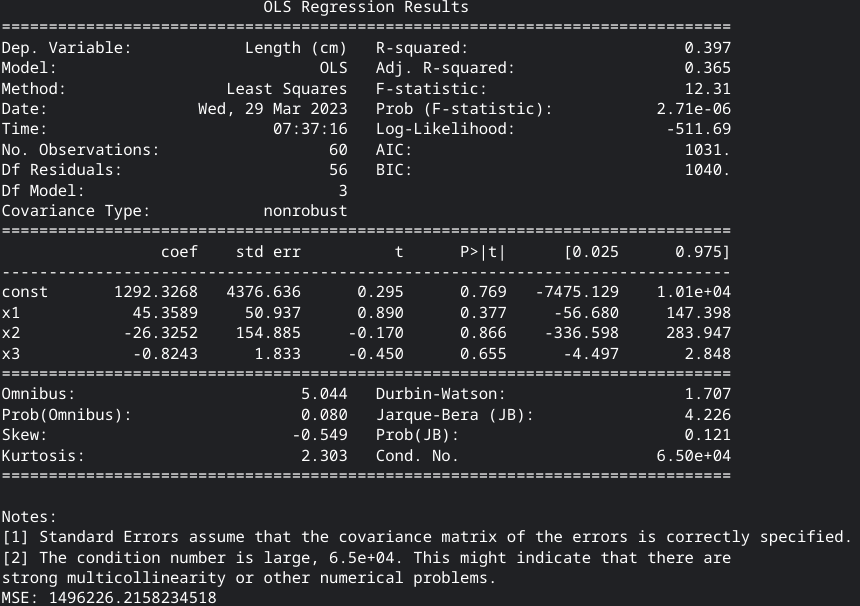 OLS Regression Results
==============================================================================
Dep. Variable:            Length (cm)   R-squared:                       0.397
Model:                            OLS   Adj. R-squared:                  0.365
Method:                 Least Squares   F-statistic:                     12.31
Date:                Wed, 29 Mar 2023   Prob (F-statistic):           2.71e-06
Time:                        07:37:16   Log-Likelihood:                -511.69
No. Observations:                  60   AIC:                             1031.
Df Residuals:                      56   BIC:                             1040.
Df Model:                           3
Covariance Type:            nonrobust
==============================================================================
                 coef    std err          t      P>|t|      [0.025      0.975]
------------------------------------------------------------------------------
const       1292.3268   4376.636      0.295      0.769   -7475.129    1.01e+04
x1            45.3589     50.937      0.890      0.377     -56.680     147.398
x2           -26.3252    154.885     -0.170      0.866    -336.598     283.947
x3            -0.8243      1.833     -0.450      0.655      -4.497       2.848
==============================================================================
Omnibus:                        5.044   Durbin-Watson:                   1.707
Prob(Omnibus):                  0.080   Jarque-Bera (JB):                4.226
Skew:                          -0.549   Prob(JB):                        0.121
Kurtosis:                       2.303   Cond. No.                     6.50e+04
==============================================================================

Notes:
[1] Standard Errors assume that the covariance matrix of the errors is correctly specified.
[2] The condition number is large, 6.5e+04. This might indicate that there are
strong multicollinearity or other numerical problems.
MSE: 1496226.2158234518